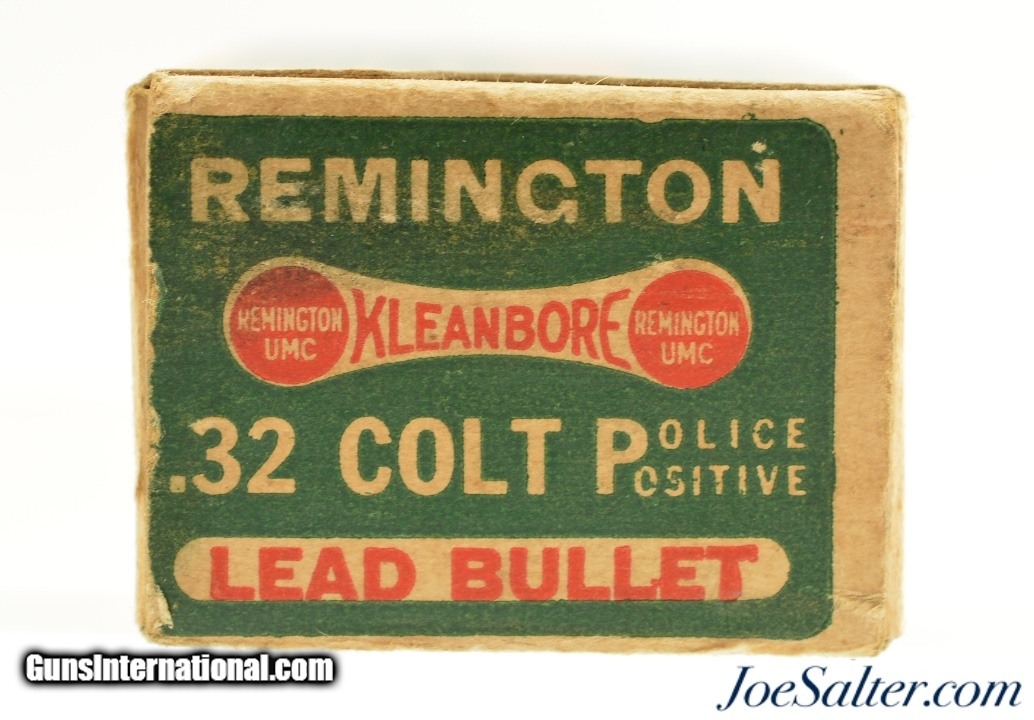 REMINGTON
REMINGTON UMC KLEANBORE REMINGTON UMC
.32 COLT POLICE POSITIVE
LEAD BULLET
GunsInternational.com
JoeSalter.com